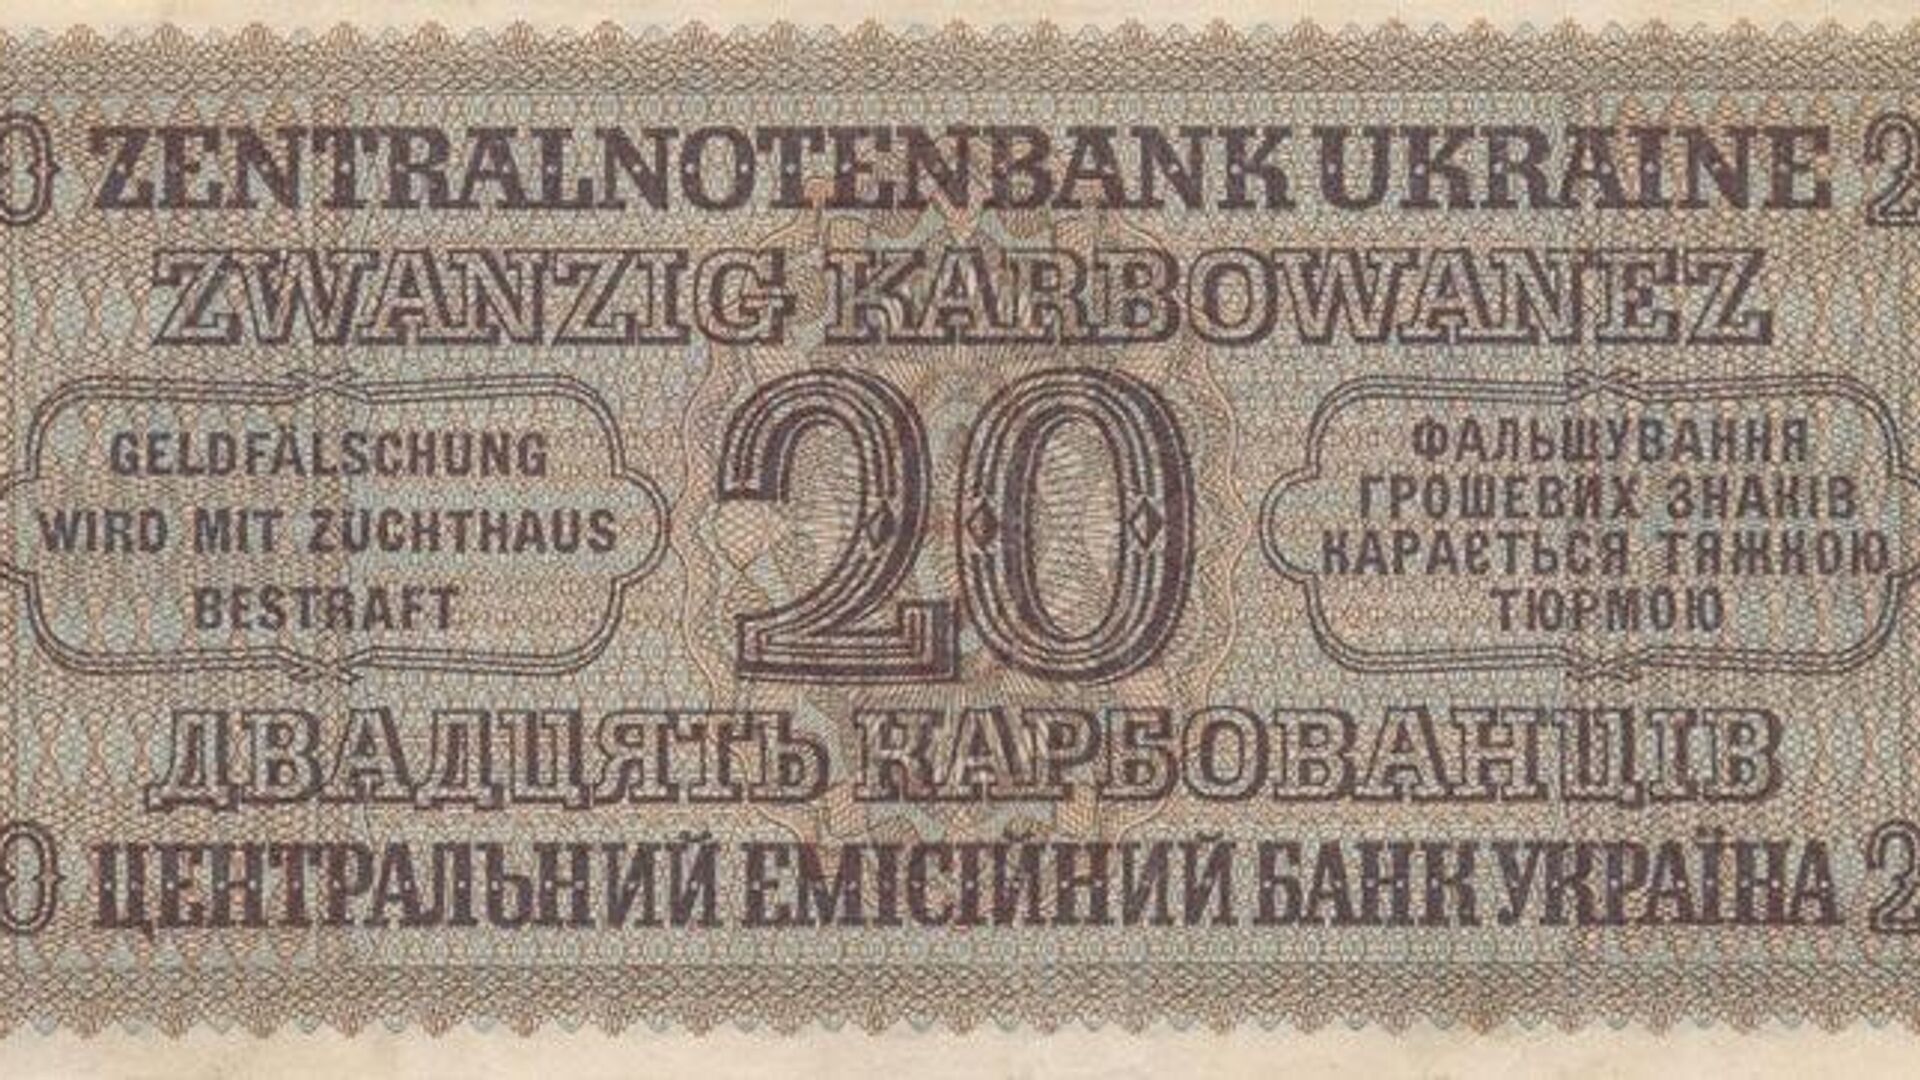 ZENTRALNOTENBANK UKRAINE
ZWANZIG KARBOWANEZ
GELDFÄLSCHUNG
WIRD MIT ZUCHTHAUS
BESTRAFT
20
ФАЛЬШУВАННЯ
ГРОШЕВИХ ЗНАКІВ
КАРАЄТЬСЯ ТЯЖКОЮ
ТЮРМОЮ
ДВАДЦЯТЬ КАРБОВАНЦІВ
ЦЕНТРАЛЬНИЙ ЕМІСІЙНИЙ БАНК УКРАЇНА